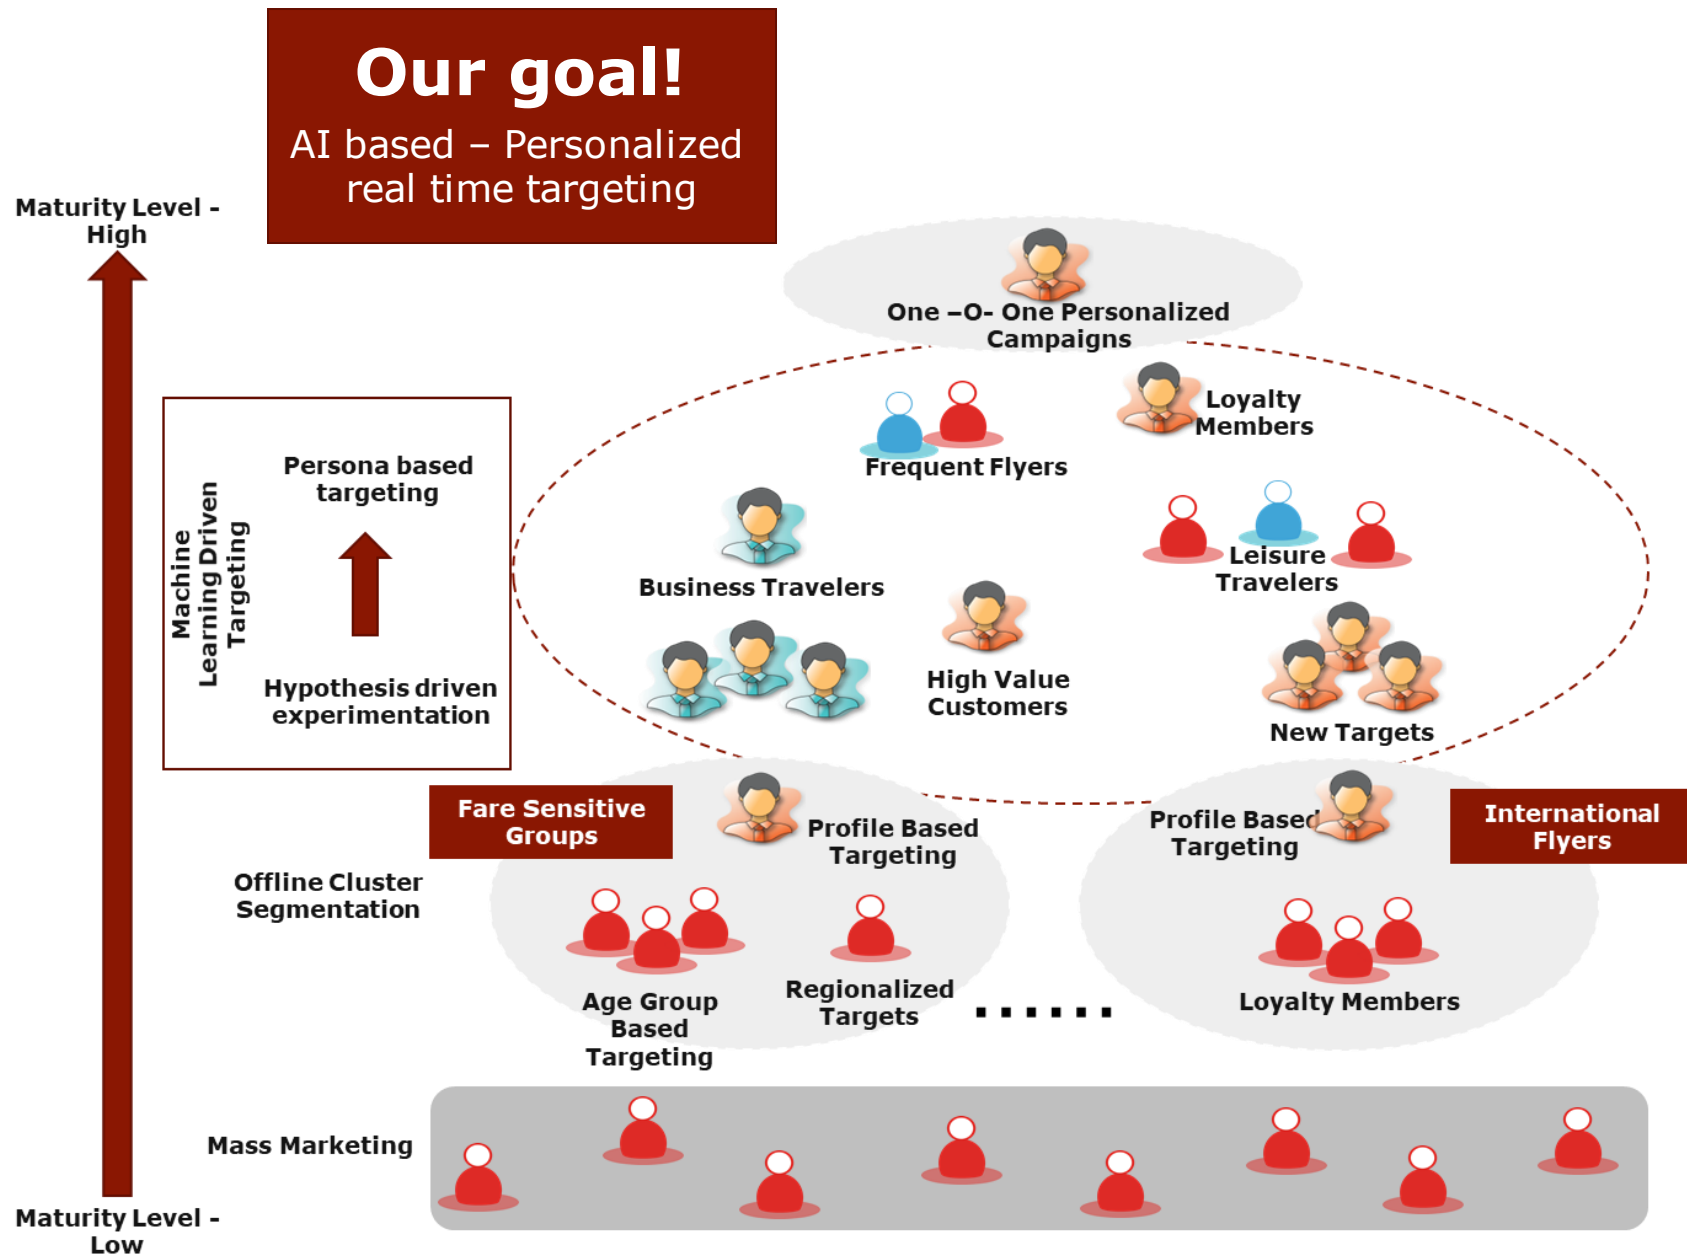 Our goal!
AI based – Personalized
real time targeting
Maturity Level -
High
One –O- One Personalized
Campaigns
Loyalty
Members
Frequent Flyers
Persona based
targeting
Machine
Learning Driven
Targeting
Hypothesis driven
experimentation
Business Travelers
Leisure
Travelers
High Value
Customers
New Targets
Fare Sensitive
Groups
Profile Based
Targeting
Profile Based
Targeting
International
Flyers
Offline Cluster
Segmentation
Age Group
Based
Targeting
Regionalized
Targets
......
Loyalty Members
Mass Marketing
Maturity Level -
Low